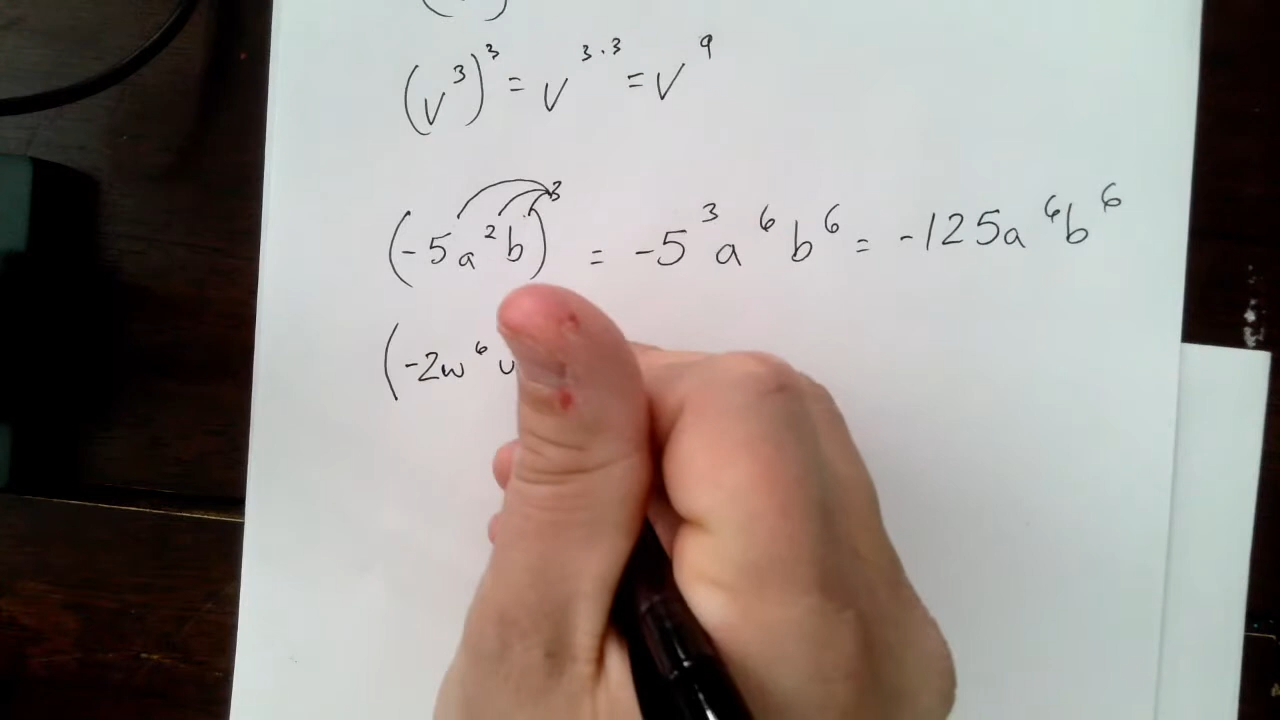 (v³)³ = v³·³ = v⁹
(-5a²b)³ = -5³a⁶b⁶ = -125a⁶b⁶
(-2w⁶